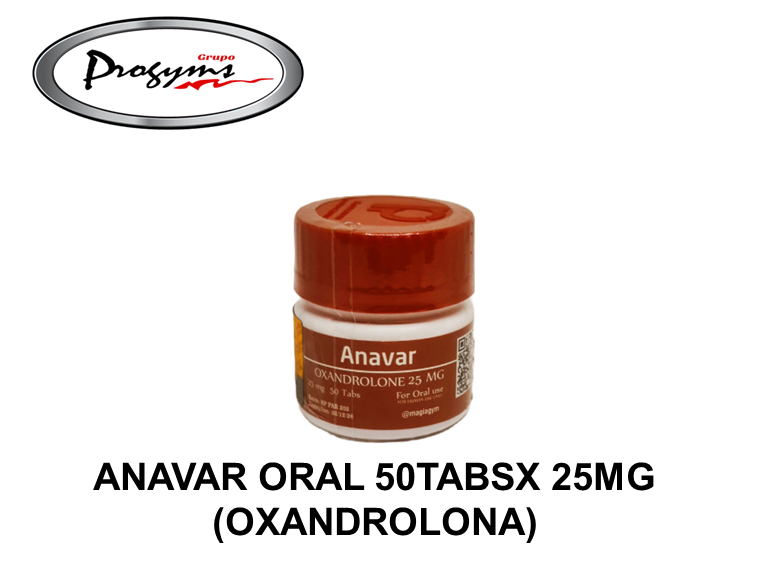 Grupo
Progyms
Anavar
OXANDROLONE 25 MG
25 mg 50 Tabs
For Oral use
@magiagym
ANAVAR ORAL 50TABSX 25MG
(OXANDROLONA)